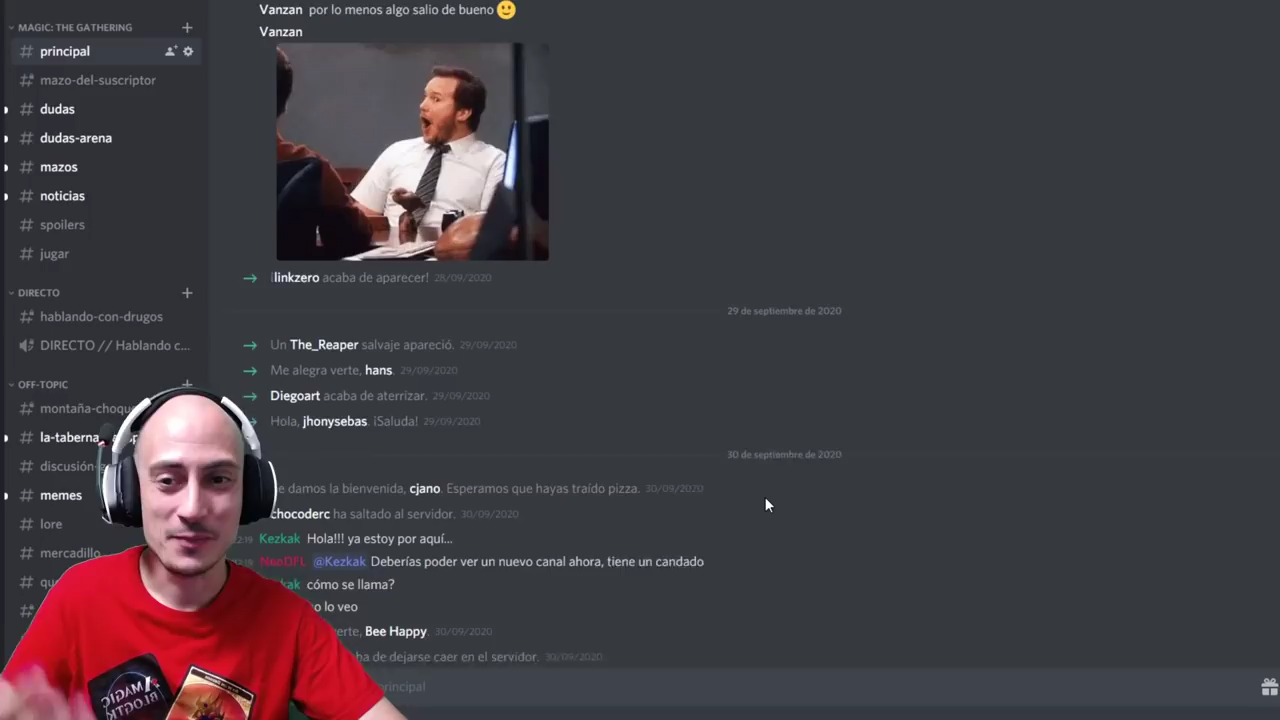 MAGIC: THE GATHERING
principal
mazo-del-suscriptor
dudas
dudas-arena
mazos
noticias
spoilers
jugar
DIRECTO
hablando-con-drugos
DIRECTO // Hablando c...
OFF-TOPIC
montaña-choqu
la-taberna
discusión-
memes
lore
mercadillo
Vanzan por lo menos algo salio de bueno 🙂
Vanzan
¡linkzero acaba de aparecer! 28/09/2020
29 de septiembre de 2020
Un The_Reaper salvaje apareció. 29/09/2020
Me alegra verte, hans. 29/09/2020
Diegoart acaba de aterrizar. 29/09/2020
Hola, jhonysebas. ¡Saluda! 29/09/2020
30 de septiembre de 2020
e damos la bienvenida, cjano. Esperamos que hayas traído pizza. 30/09/2020
chocoderc ha saltado al servidor. 30/09/2020
Kezkak Hola!!! ya estoy por aquí...
NeoDFL @Kezkak Deberías poder ver un nuevo canal ahora, tiene un candado
kak cómo se llama?
o lo veo
erte, Bee Happy. 30/09/2020
ba de dejarse caer en el servidor. 30/09/2020
principal